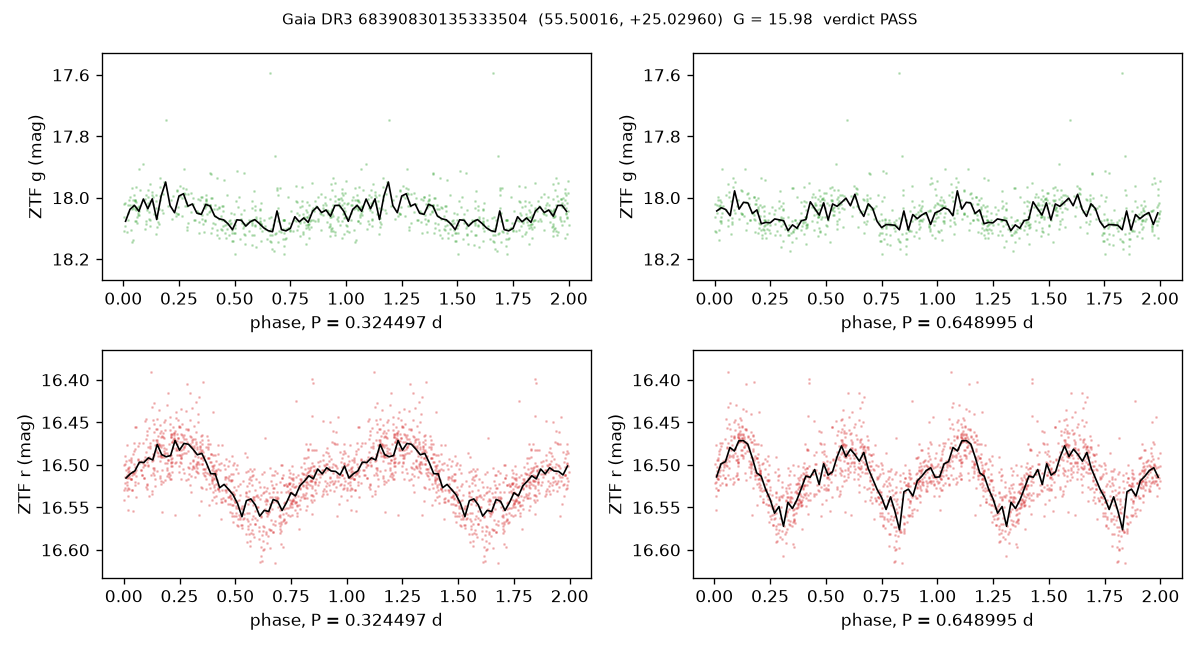 Gaia DR3 68390830135333504 (55.50016, +25.02960) G = 15.98 verdict PASS
ZTF g (mag)
17.6
17.8
18.0
18.2
0.00 0.25 0.50 0.75 1.00 1.25 1.50 1.75 2.00
phase, P = 0.324497 d
ZTF g (mag)
17.6
17.8
18.0
18.2
0.00 0.25 0.50 0.75 1.00 1.25 1.50 1.75 2.00
phase, P = 0.648995 d
ZTF r (mag)
16.40
16.45
16.50
16.55
16.60
0.00 0.25 0.50 0.75 1.00 1.25 1.50 1.75 2.00
phase, P = 0.324497 d
ZTF r (mag)
16.40
16.45
16.50
16.55
16.60
0.00 0.25 0.50 0.75 1.00 1.25 1.50 1.75 2.00
phase, P = 0.648995 d